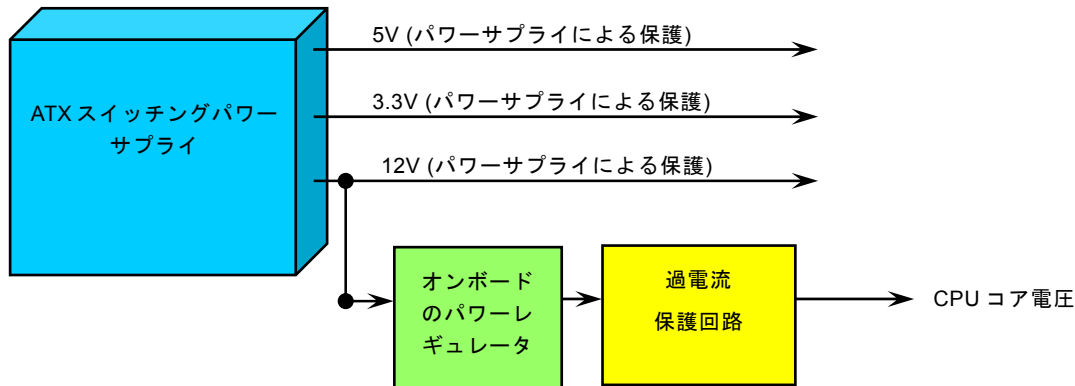 5V (パワーサプライによる保護)
3.3V (パワーサプライによる保護)
ATX スイッチングパワー
サプライ
12V (パワーサプライによる保護)
オンボード
のパワーレ
ギュレータ
過電流
保護回路
CPU コア電圧